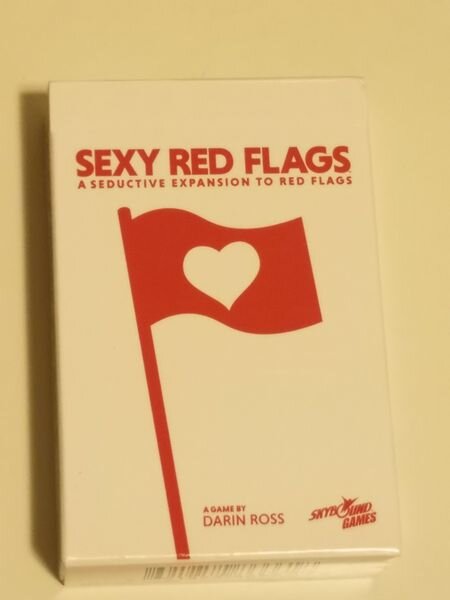 SEXY RED FLAGS
A SEDUCTIVE EXPANSION TO RED FLAGS
A GAME BY
DARIN ROSS
SKYBOUND
GAMES